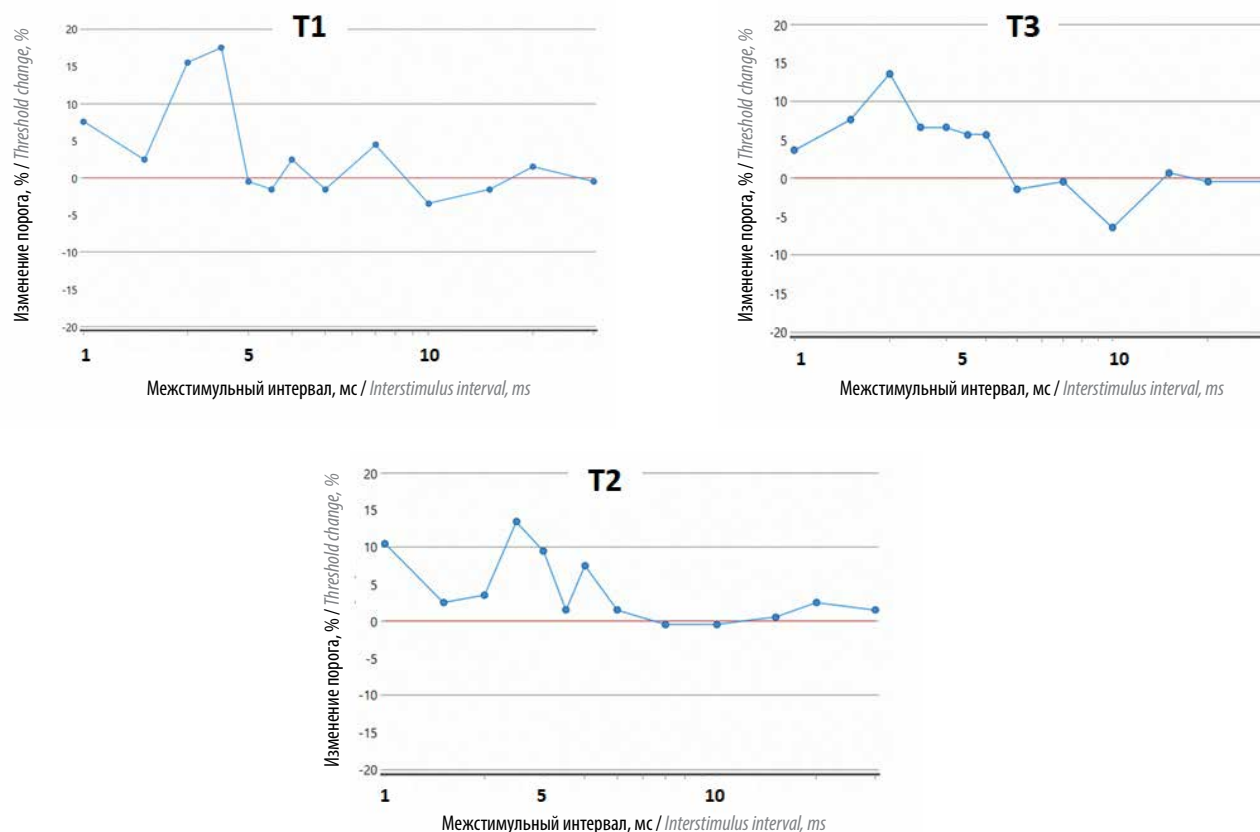 T1
Изменение порога, % / Threshold change, %
20
15
10
5
0
-5
-10
-15
-20
1 5 10
Межстимульный интервал, мс / Interstimulus interval, ms
T3
Изменение порога, % / Threshold change, %
20
15
10
5
0
-5
-10
-15
-20
1 5 10
Межстимульный интервал, мс / Interstimulus interval, ms
T2
Изменение порога, % / Threshold change, %
20
15
10
5
0
-5
-10
-15
-20
1 5 10
Межстимульный интервал, мс / Interstimulus interval, ms